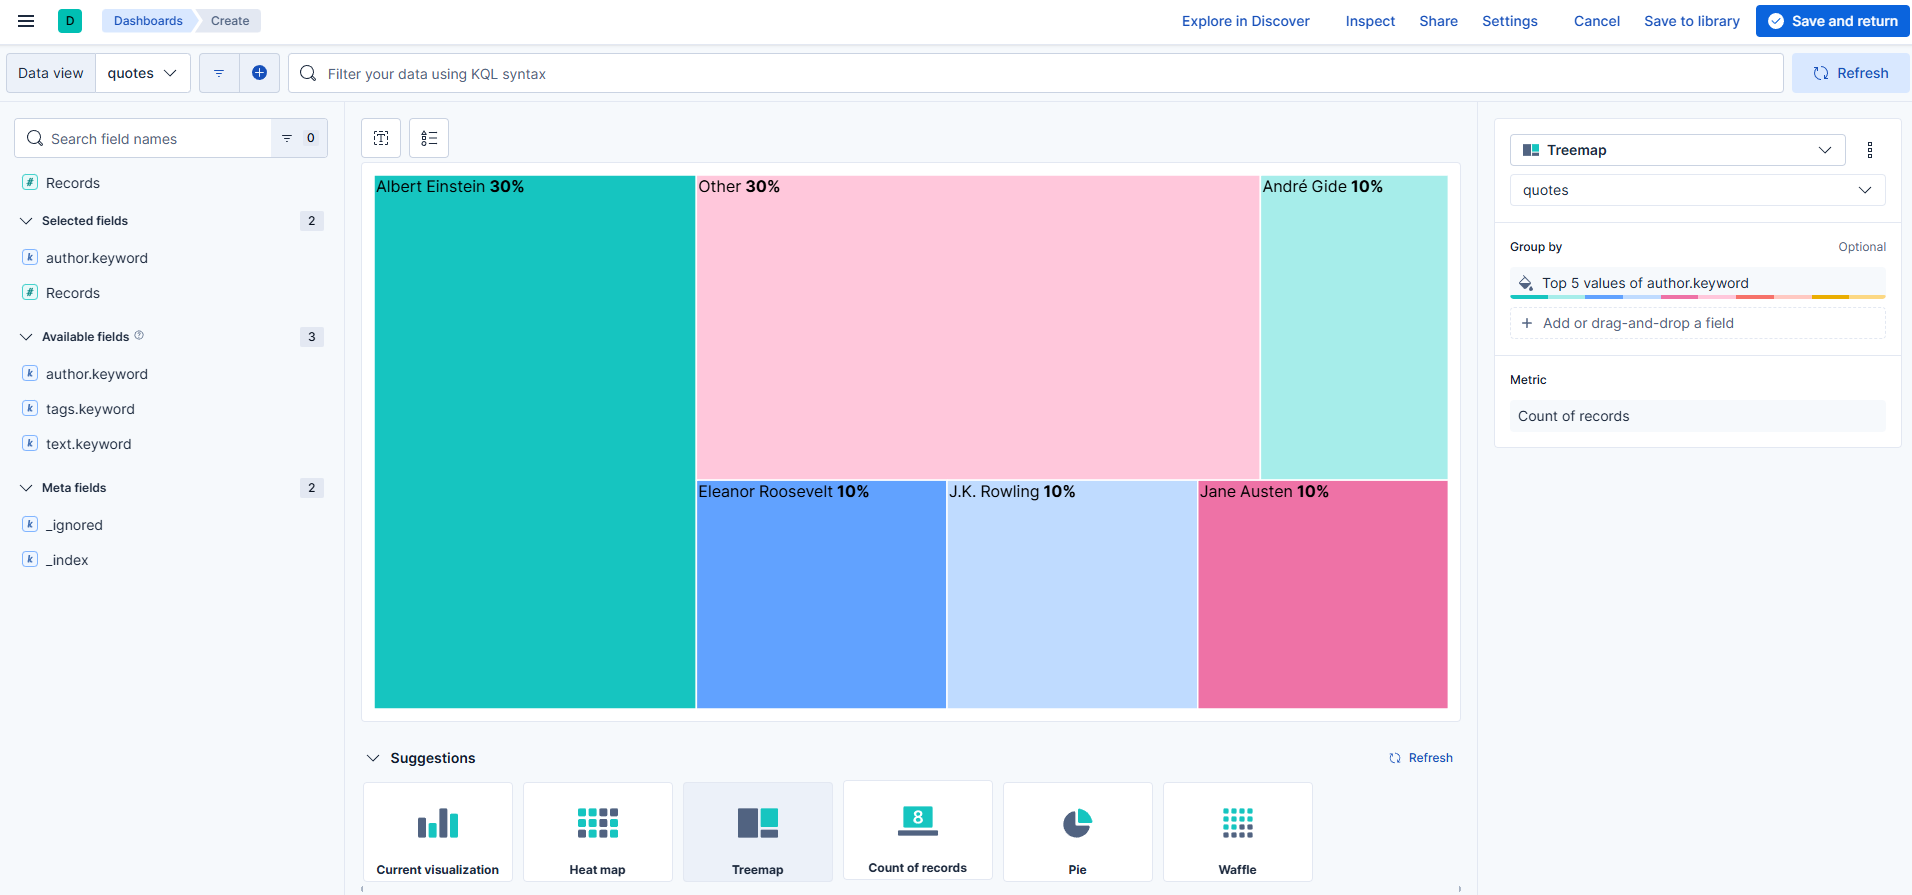 D Dashboards Create Explore in Discover Inspect Share Settings Cancel Save to library Save and return
Data view quotes Filter your data using KQL syntax Refresh
Search field names 0
# Records
Selected fields 2
k author.keyword
# Records
Available fields 3
k author.keyword
k tags.keyword
k text.keyword
Meta fields 2
k _ignored
k _index
Albert Einstein 30%
Other 30%
André Gide 10%
Eleanor Roosevelt 10%
J.K. Rowling 10%
Jane Austen 10%
Suggestions Refresh
Current visualization
Heat map
Treemap
8
Count of records
Pie
Waffle
Treemap
quotes
Group by Optional
Top 5 values of author.keyword
+ Add or drag-and-drop a field
Metric
Count of records